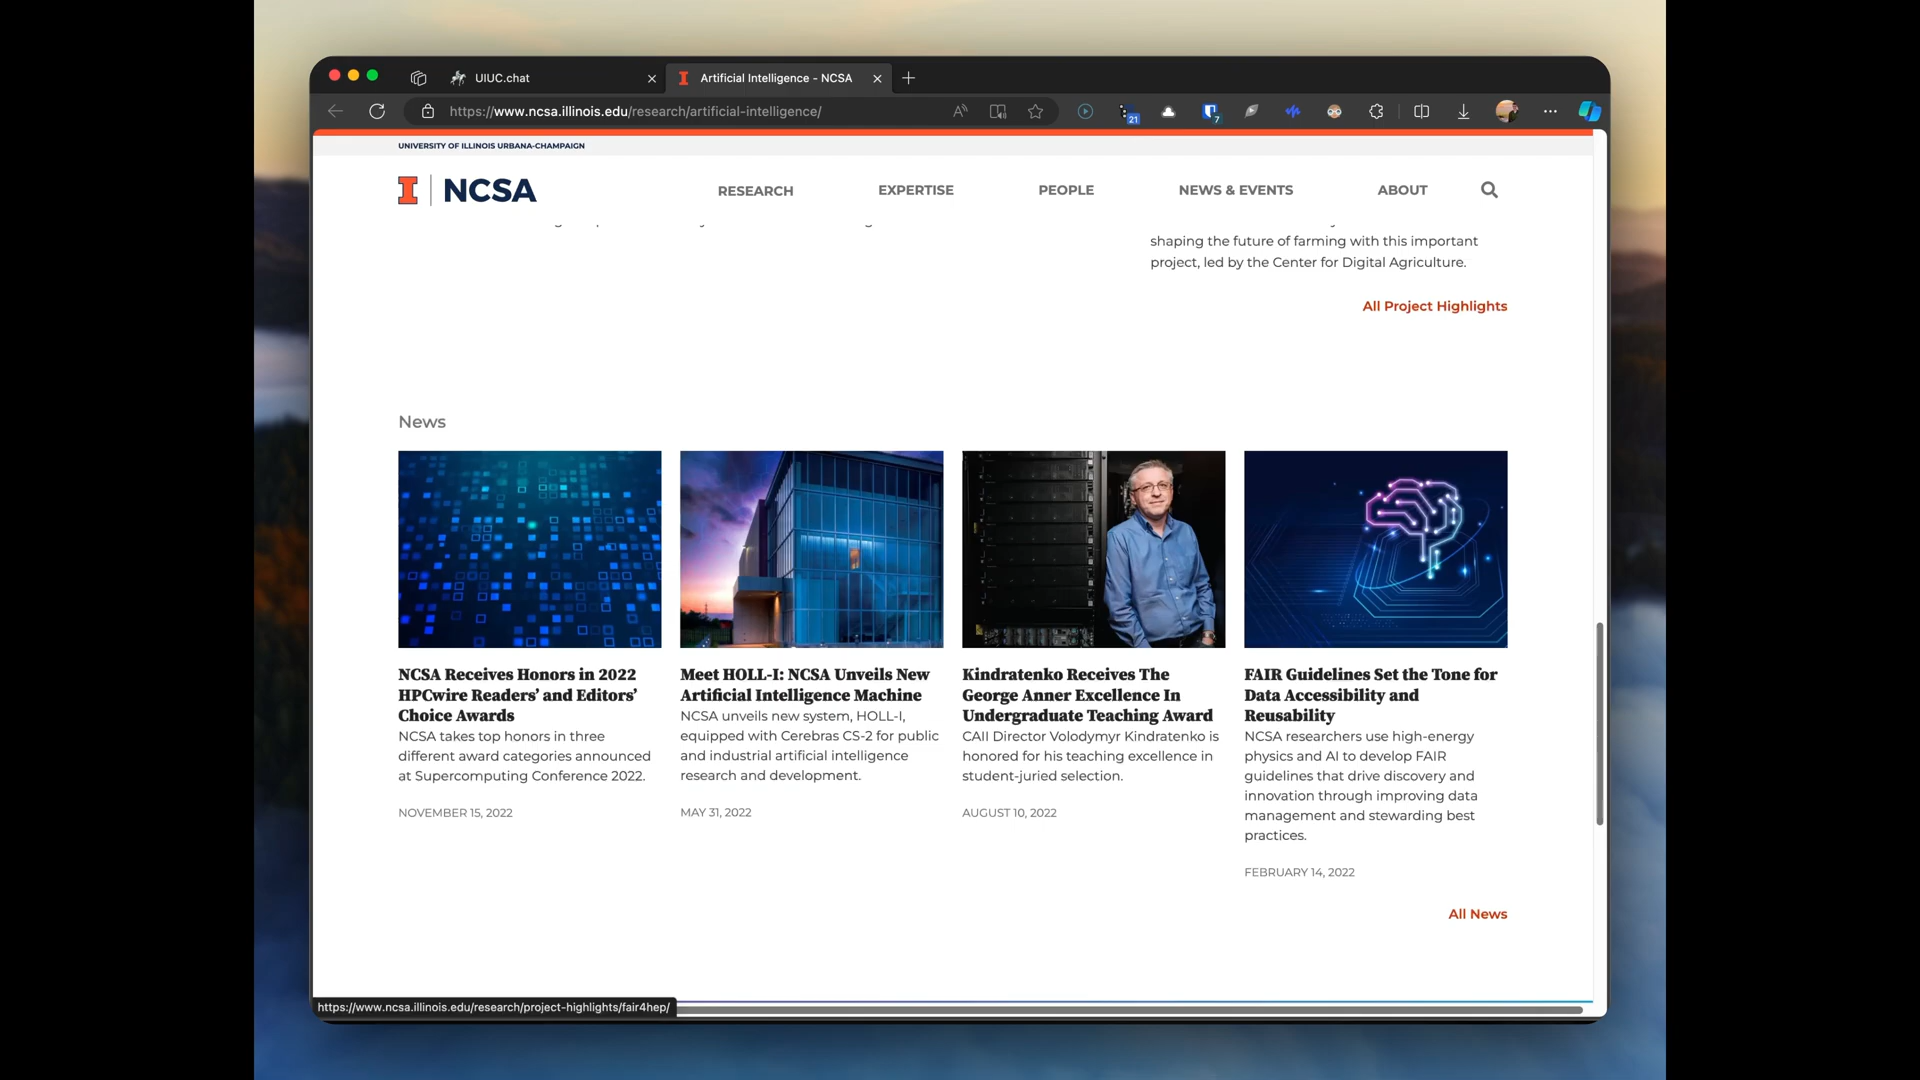 UIUC.chat
Artificial Intelligence - NCSA
https://www.ncsa.illinois.edu/research/artificial-intelligence/
21
7
UNIVERSITY OF ILLINOIS URBANA-CHAMPAIGN
I NCSA
RESEARCH
EXPERTISE
PEOPLE
NEWS & EVENTS
ABOUT
shaping the future of farming with this important
project, led by the Center for Digital Agriculture.
All Project Highlights
News
NCSA Receives Honors in 2022
HPCwire Readers’ and Editors’
Choice Awards
NCSA takes top honors in three
different award categories announced
at Supercomputing Conference 2022.
NOVEMBER 15, 2022
Meet HOLL-I: NCSA Unveils New
Artificial Intelligence Machine
NCSA unveils new system, HOLL-I,
equipped with Cerebras CS-2 for public
and industrial artificial intelligence
research and development.
MAY 31, 2022
Kindratenko Receives The
George Anner Excellence In
Undergraduate Teaching Award
CAII Director Volodymyr Kindratenko is
honored for his teaching excellence in
student-juried selection.
AUGUST 10, 2022
FAIR Guidelines Set the Tone for
Data Accessibility and
Reusability
NCSA researchers use high-energy
physics and AI to develop FAIR
guidelines that drive discovery and
innovation through improving data
management and stewarding best
practices.
FEBRUARY 14, 2022
All News
https://www.ncsa.illinois.edu/research/project-highlights/fair4hep/